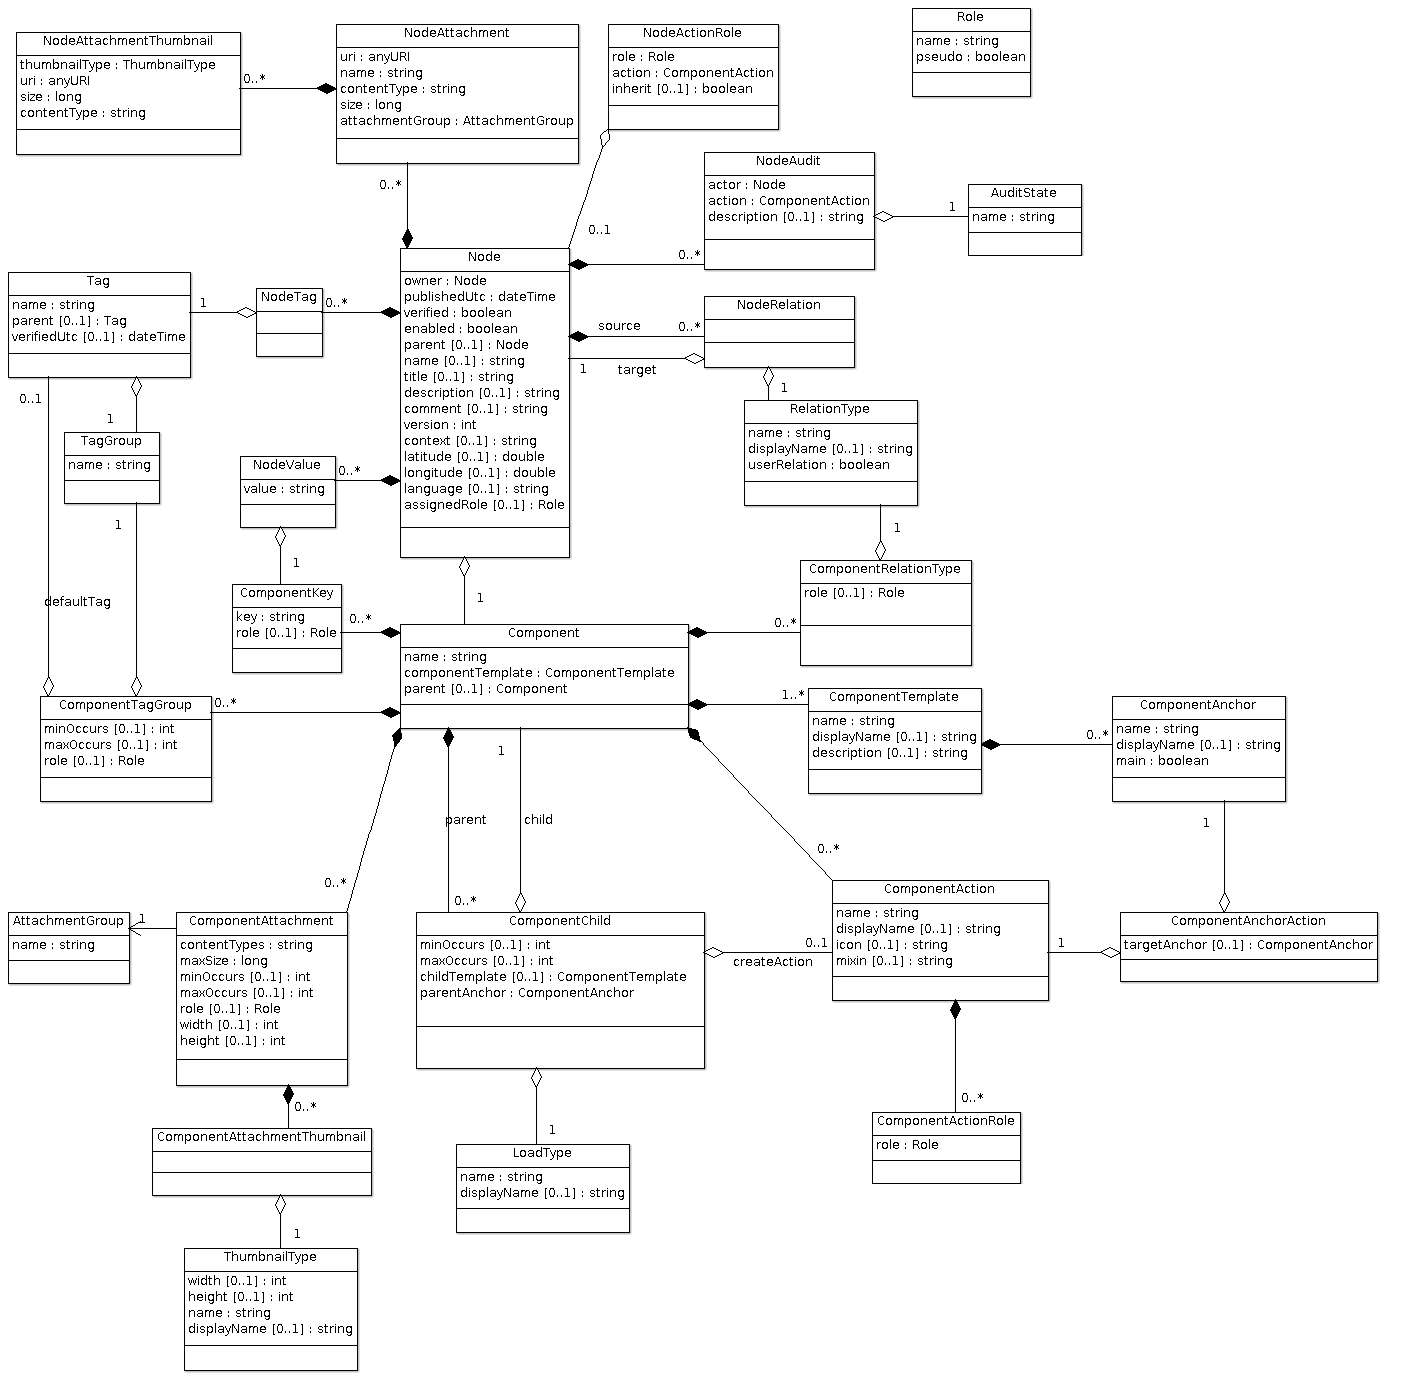 NodeAttachmentThumbnail
thumbnailType : ThumbnailType
uri : anyURI
size : long
contentType : string
0..*
NodeAttachment
uri : anyURI
name : string
contentType : string
size : long
attachmentGroup : AttachmentGroup
0..*
NodeActionRole
role : Role
action : ComponentAction
inherit [0..1] : boolean
0..1
Role
name : string
pseudo : boolean
NodeAudit
actor : Node
action : ComponentAction
description [0..1] : string
0..*
1
AuditState
name : string
Tag
name : string
parent [0..1] : Tag
verifiedUtc [0..1] : dateTime
1
NodeTag
0..*
Node
owner : Node
publishedUtc : dateTime
verified : boolean
enabled : boolean
parent [0..1] : Node
name [0..1] : string
title [0..1] : string
description [0..1] : string
comment [0..1] : string
version : int
context [0..1] : string
latitude [0..1] : double
longitude [0..1] : double
language [0..1] : string
assignedRole [0..1] : Role
source
0..*
1
target
NodeRelation
1
RelationType
name : string
displayName [0..1] : string
userRelation : boolean
1
0..1
1
TagGroup
name : string
1
defaultTag
NodeValue
value : string
0..*
1
ComponentKey
key : string
role [0..1] : Role
0..*
1
ComponentRelationType
role [0..1] : Role
0..*
Component
name : string
componentTemplate : ComponentTemplate
parent [0..1] : Component
ComponentTagGroup
minOccurs [0..1] : int
maxOccurs [0..1] : int
role [0..1] : Role
0..*
1..*
ComponentTemplate
name : string
displayName [0..1] : string
description [0..1] : string
0..*
ComponentAnchor
name : string
displayName [0..1] : string
main : boolean
1
1
parent
child
0..*
0..*
0..*
AttachmentGroup
name : string
1
ComponentAttachment
contentTypes : string
maxSize : long
minOccurs [0..1] : int
maxOccurs [0..1] : int
role [0..1] : Role
width [0..1] : int
height [0..1] : int
0..*
ComponentChild
minOccurs [0..1] : int
maxOccurs [0..1] : int
childTemplate [0..1] : ComponentTemplate
parentAnchor : ComponentAnchor
0..1
createAction
ComponentAction
name : string
displayName [0..1] : string
icon [0..1] : string
mixin [0..1] : string
1
ComponentAnchorAction
targetAnchor [0..1] : ComponentAnchor
0..*
ComponentActionRole
role : Role
ComponentAttachmentThumbnail
1
ThumbnailType
width [0..1] : int
height [0..1] : int
name : string
displayName [0..1] : string
1
LoadType
name : string
displayName [0..1] : string